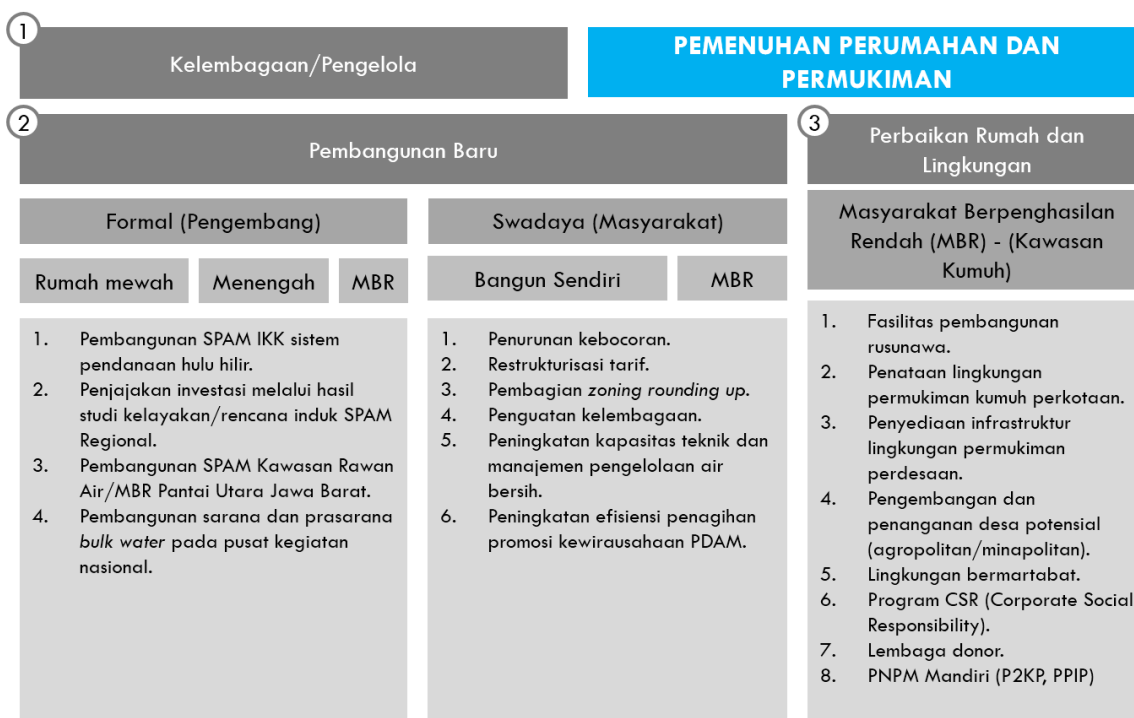 1
Kelembagaan/Pengelola
PEMENUHAN PERUMAHAN DAN
PERMUKIMAN
2
Pembangunan Baru
Formal (Pengembang)
Rumah mewah
Menengah
MBR
1. Pembangunan SPAM IKK sistem
pendanaan hulu hilir.
2. Penjajakan investasi melalui hasil
studi kelayakan/rencana induk SPAM
Regional.
3. Pembangunan SPAM Kawasan Rawan
Air/MBR Pantai Utara Jawa Barat.
4. Pembangunan sarana dan prasarana
bulk water pada pusat kegiatan
nasional.
Swadaya (Masyarakat)
Bangun Sendiri
MBR
1. Penurunan kebocoran.
2. Restrukturisasi tarif.
3. Pembagian zoning rounding up.
4. Penguatan kelembagaan.
5. Peningkatan kapasitas teknik dan
manajemen pengelolaan air
bersih.
6. Peningkatan efisiensi penagihan
promosi kewirausahaan PDAM.
3
Perbaikan Rumah dan
Lingkungan
Masyarakat Berpenghasilan
Rendah (MBR) - (Kawasan
Kumuh)
1. Fasilitas pembangunan
rusunawa.
2. Penataan lingkungan
permukiman kumuh perkotaan.
3. Penyediaan infrastruktur
lingkungan permukiman
perdesaan.
4. Pengembangan dan
penanganan desa potensial
(agropolitan/minapolitan).
5. Lingkungan bermartabat.
6. Program CSR (Corporate Social
Responsibility).
7. Lembaga donor.
8. PNPM Mandiri (P2KP, PPIP)